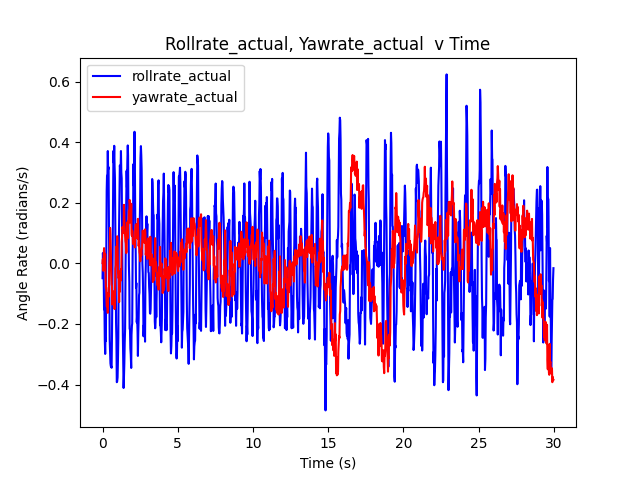 Rollrate_actual, Yawrate_actual  v Time
rollrate_actual
yawrate_actual
Angle Rate (radians/s)
0.6
0.4
0.2
0.0
−0.2
−0.4
0 5 10 15 20 25 30
Time (s)